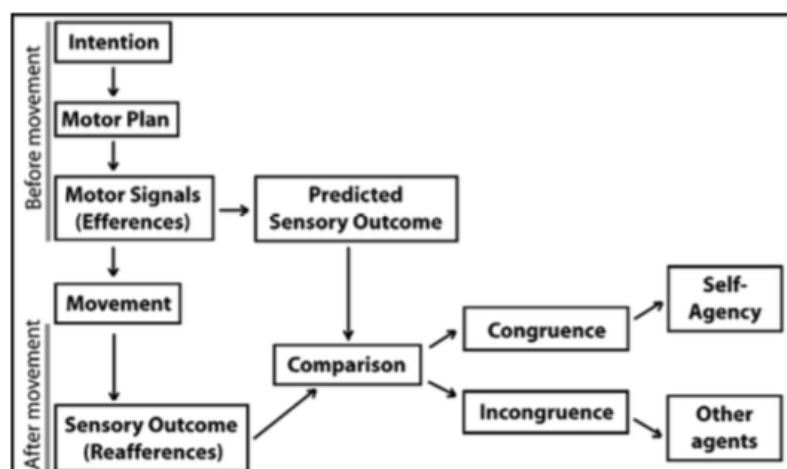 Before movement
Intention
Motor Plan
Motor Signals
(Efferences)
Predicted
Sensory Outcome
Movement
After movement
Sensory Outcome
(Reafferences)
Comparison
Congruence
Incongruence
Self-
Agency
Other
agents